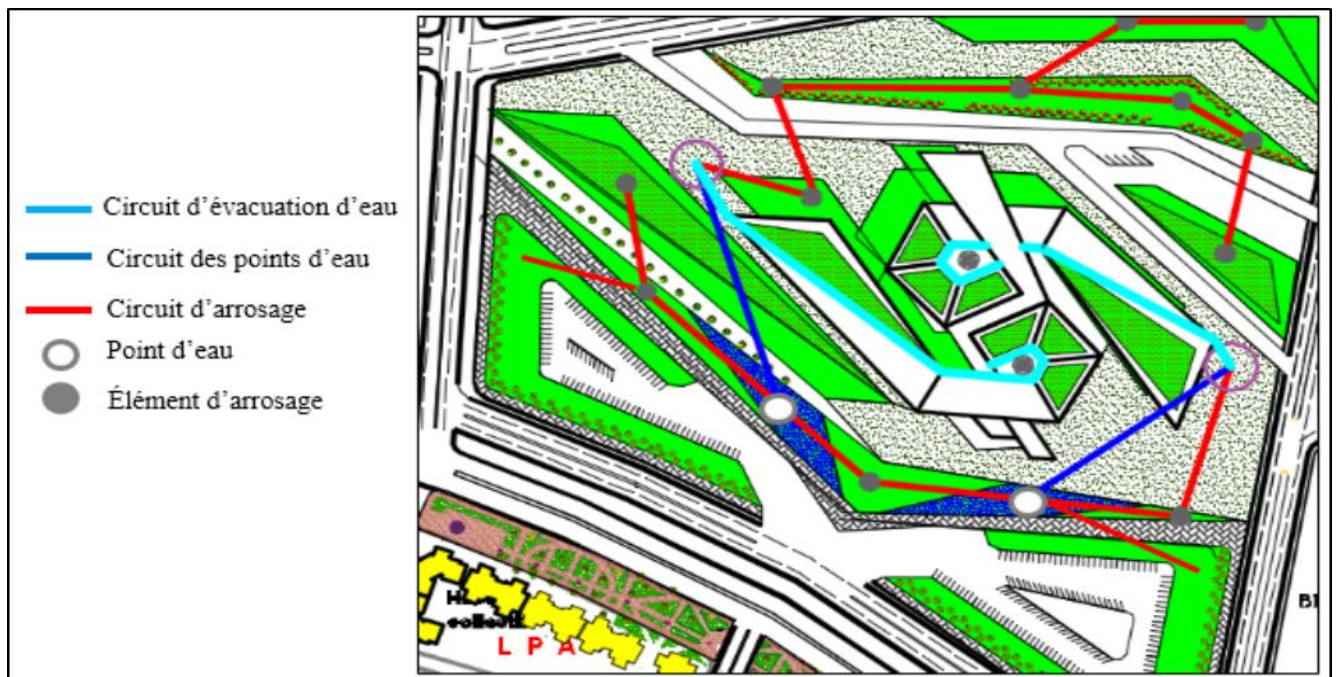 Circuit d'évacuation d'eau
Circuit des points d'eau
Circuit d'arrosage
Point d'eau
Élément d'arrosage
L P A